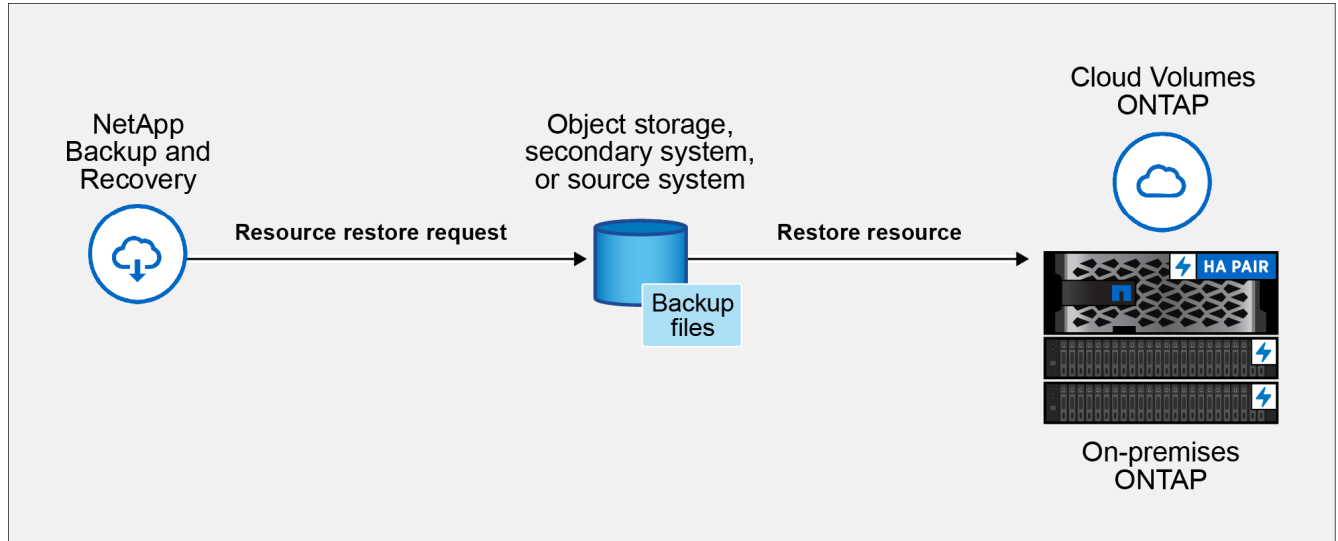 NetApp
Backup and
Recovery
Resource restore request
Object storage,
secondary system,
or source system
Backup
files
Restore resource
Cloud Volumes
ONTAP
HA PAIR
On-premises
ONTAP